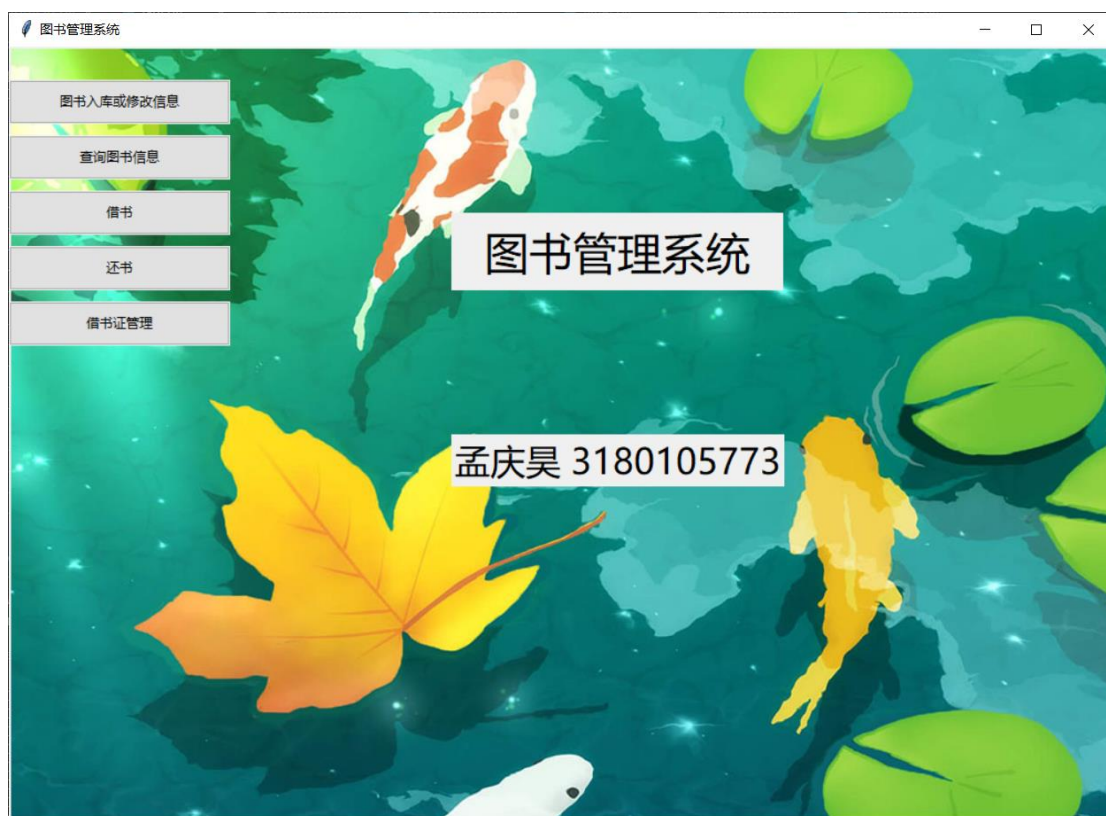 图书管理系统
图书入库或修改信息
查询图书信息
借书
还书
借书证管理
图书管理系统
孟庆昊 3180105773